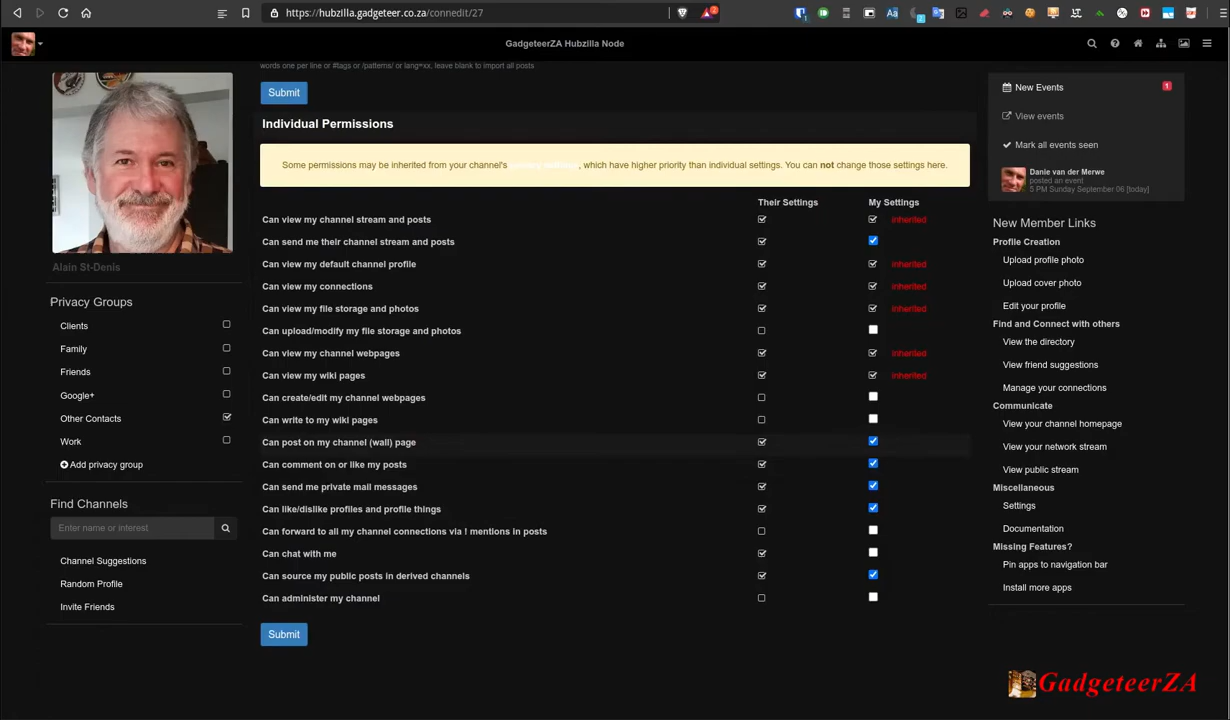 https://hubzilla.gadgeteer.co.za/connedit/27
2
GadgeteerZA Hubzilla Node
words one per line or #tags or /patterns/ or lang=xx, leave blank to import all posts
Submit
Individual Permissions
Some permissions may be inherited from your channel's , which have higher priority than individual settings. You can not change those settings here.
Their Settings My Settings
Can view my channel stream and posts inherited
Can send me their channel stream and posts
Can view my default channel profile inherited
Can view my connections inherited
Can view my file storage and photos inherited
Can upload/modify my file storage and photos
Can view my channel webpages inherited
Can view my wiki pages inherited
Can create/edit my channel webpages
Can write to my wiki pages
Can post on my channel (wall) page
Can comment on or like my posts
Can send me private mail messages
Can like/dislike profiles and profile things
Can forward to all my channel connections via ! mentions in posts
Can chat with me
Can source my public posts in derived channels
Can administer my channel
Submit
Alain St-Denis
Privacy Groups
Clients
Family
Friends
Google+
Other Contacts
Work
Add privacy group
Find Channels
Enter name or interest
Channel Suggestions
Random Profile
Invite Friends
New Events 1
View events
Mark all events seen
Danie van der Merwe
posted an event
5 PM Sunday September 06 [today]
New Member Links
Profile Creation
Upload profile photo
Upload cover photo
Edit your profile
Find and Connect with others
View the directory
View friend suggestions
Manage your connections
Communicate
View your channel homepage
View your network stream
View public stream
Miscellaneous
Settings
Documentation
Missing Features?
Pin apps to navigation bar
Install more apps
GadgeteerZA